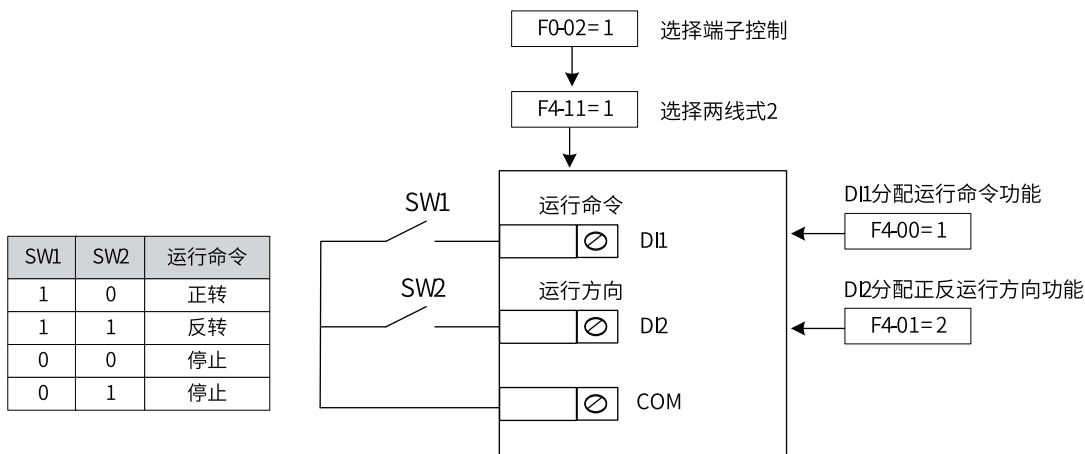 F0-02=1 选择端子控制
F4-11=1 选择两线式2
SW1 SW2 运行命令
1 0 正转
1 1 反转
0 0 停止
0 1 停止
SW1
SW2
运行命令
DI1
运行方向
DI2
COM
DI1分配运行命令功能
F4-00=1
DI2分配正反运行方向功能
F4-01=2